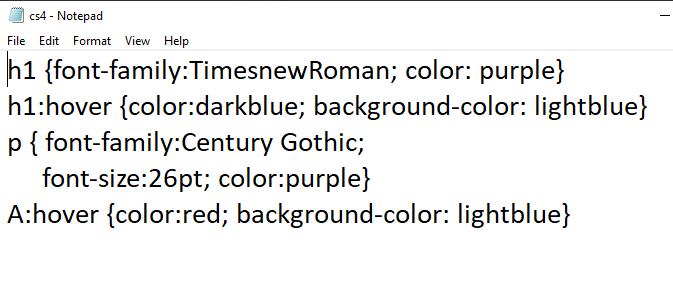 cs4 - Notepad
File Edit Format View Help
h1 {font-family:TimesnewRoman; color: purple}
h1:hover {color:darkblue; background-color: lightblue}
p { font-family:Century Gothic;
font-size:26pt; color:purple}
A:hover {color:red; background-color: lightblue}